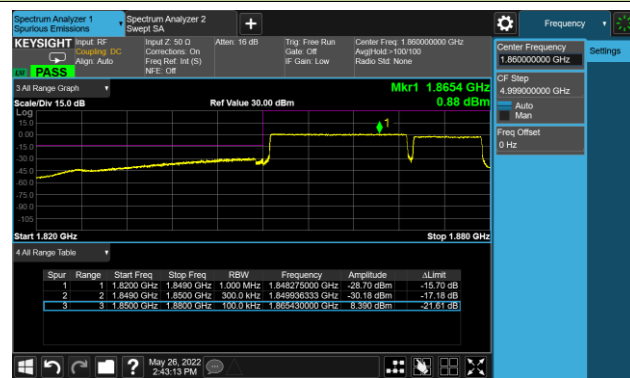 Spectrum Analyzer 1
Spurious Emissions
Spectrum Analyzer 2
Swept SA
Frequency
KEYSIGHT Input: RF
Coupling: DC
Align: Auto
Input Z: 50 Ω
Corrections: On
Freq Ref: Int (S)
NFE: Off
Atten: 16 dB
Trig: Free Run
Gate: Off
IF Gain: Low
Center Freq: 1.860000000 GHz
Avg|Hold:>100/100
Radio Std: None
PASS
Center Frequency
1.860000000 GHz
Settings
CF Step
4.999000000 GHz
Auto
Man
Freq Offset
0 Hz
3 All Range Graph
Mkr1 1.8654 GHz
Scale/Div 15.0 dB
Ref Value 30.00 dBm
0.88 dBm
Log
15.0
0.00
-15.0
-30.0
-45.0
-60.0
-75.0
-90.0
-105
1
Start 1.820 GHz
Stop 1.880 GHz
4 All Range Table
Spur Range Start Freq Stop Freq RBW Frequency Amplitude ΔLimit
1 1 1.8200 GHz 1.8490 GHz 1.000 MHz 1.848275000 GHz -28.70 dBm -15.70 dB
2 2 1.8490 GHz 1.8500 GHz 300.0 kHz 1.849936333 GHz -30.18 dBm -17.18 dB
3 3 1.8500 GHz 1.8800 GHz 100.0 kHz 1.865430000 GHz 8.390 dBm -21.61 dB
?
May 26, 2022
2:43:13 PM